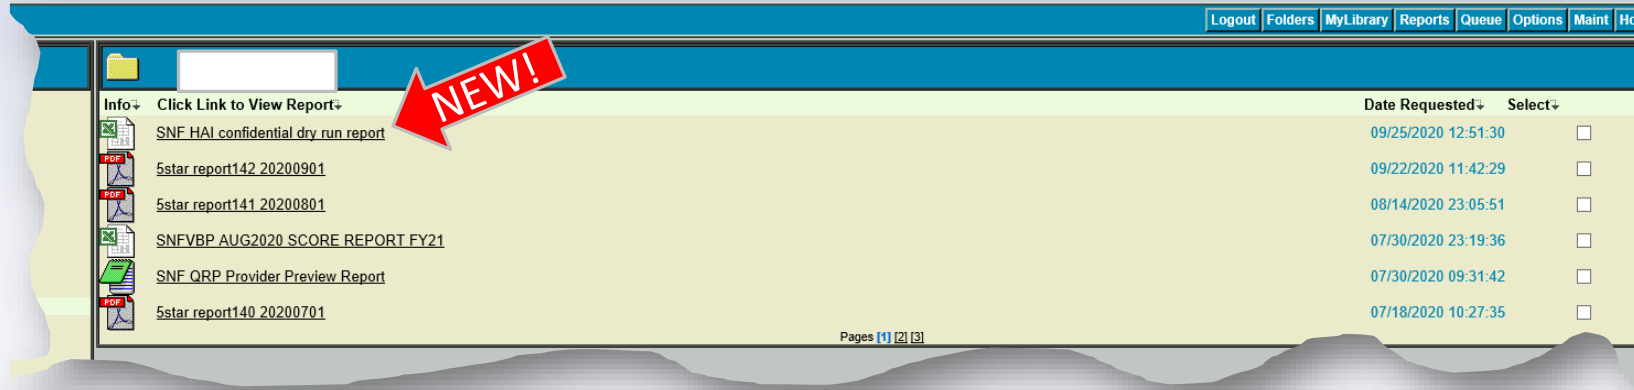 Logout Folders MyLibrary Reports Queue Options Maint
NEW!
Info Click Link to View Report Date Requested Select
SNF HAI confidential dry run report 09/25/2020 12:51:30
PDF 5star report142 20200901 09/22/2020 11:42:29
PDF 5star report141 20200801 08/14/2020 23:05:51
SNFVBP AUG2020 SCORE REPORT FY21 07/30/2020 23:19:36
SNF QRP Provider Preview Report 07/30/2020 09:31:42
PDF 5star report140 20200701 07/18/2020 10:27:35
Pages [1] [2] [3]